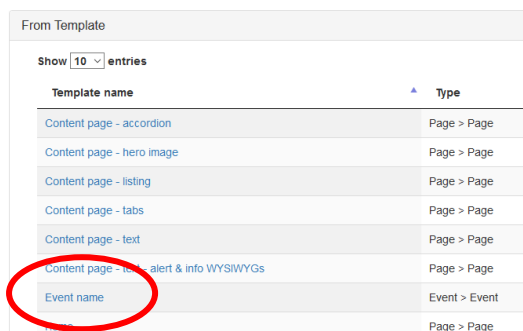 From Template
Show 10 entries
Template name Type
Content page - accordion Page > Page
Content page - hero image Page > Page
Content page - listing Page > Page
Content page - tabs Page > Page
Content page - text Page > Page
Content page - text - alert & info WYSIWYGs Page > Page
Event name Event > Event
Page > Page